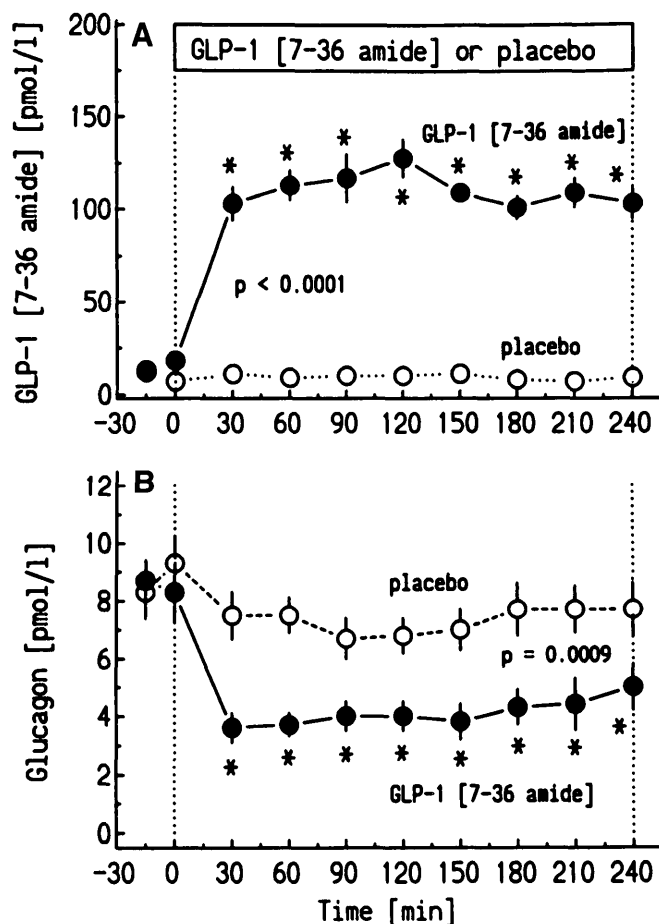 A
GLP-1 [7-36 amide] or placebo
GLP-1 [7-36 amide] [pmol/l]
200
150
100
50
0
GLP-1 [7-36 amide]
* * * * * * * *
p < 0.0001
placebo
-30 0 30 60 90 120 150 180 210 240
B
Glucagon [pmol/l]
12
10
8
6
4
2
0
placebo
p = 0.0009
* * * * * * * *
GLP-1 [7-36 amide]
-30 0 30 60 90 120 150 180 210 240
Time [min]